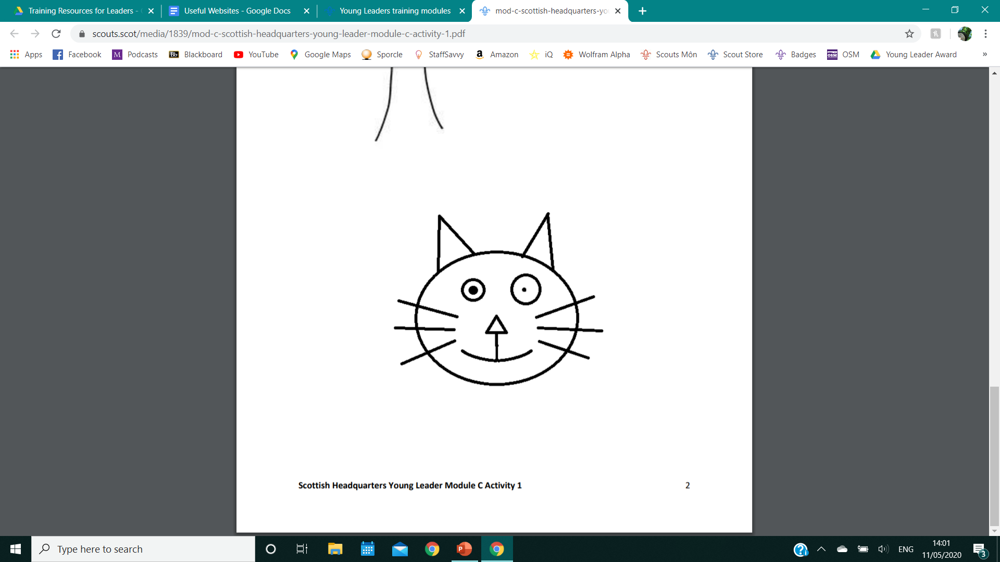 Training Resources for Leaders -
Useful Websites - Google Docs
Young Leaders training modules
mod-c-scottish-headquarters-yo
scouts.scot/media/1839/mod-c-scottish-headquarters-young-leader-module-c-activity-1.pdf
Apps
Facebook
M
Podcasts
Bb
Blackboard
YouTube
Google Maps
Sporcle
StaffSavvy
a
Amazon
iQ
Wolfram Alpha
Scouts Môn
Scout Store
Badges
OSM
OSM
Young Leader Award
»
Scottish Headquarters Young Leader Module C Activity 1
2
Type here to search
P
ENG
14:01
11/05/2020
3